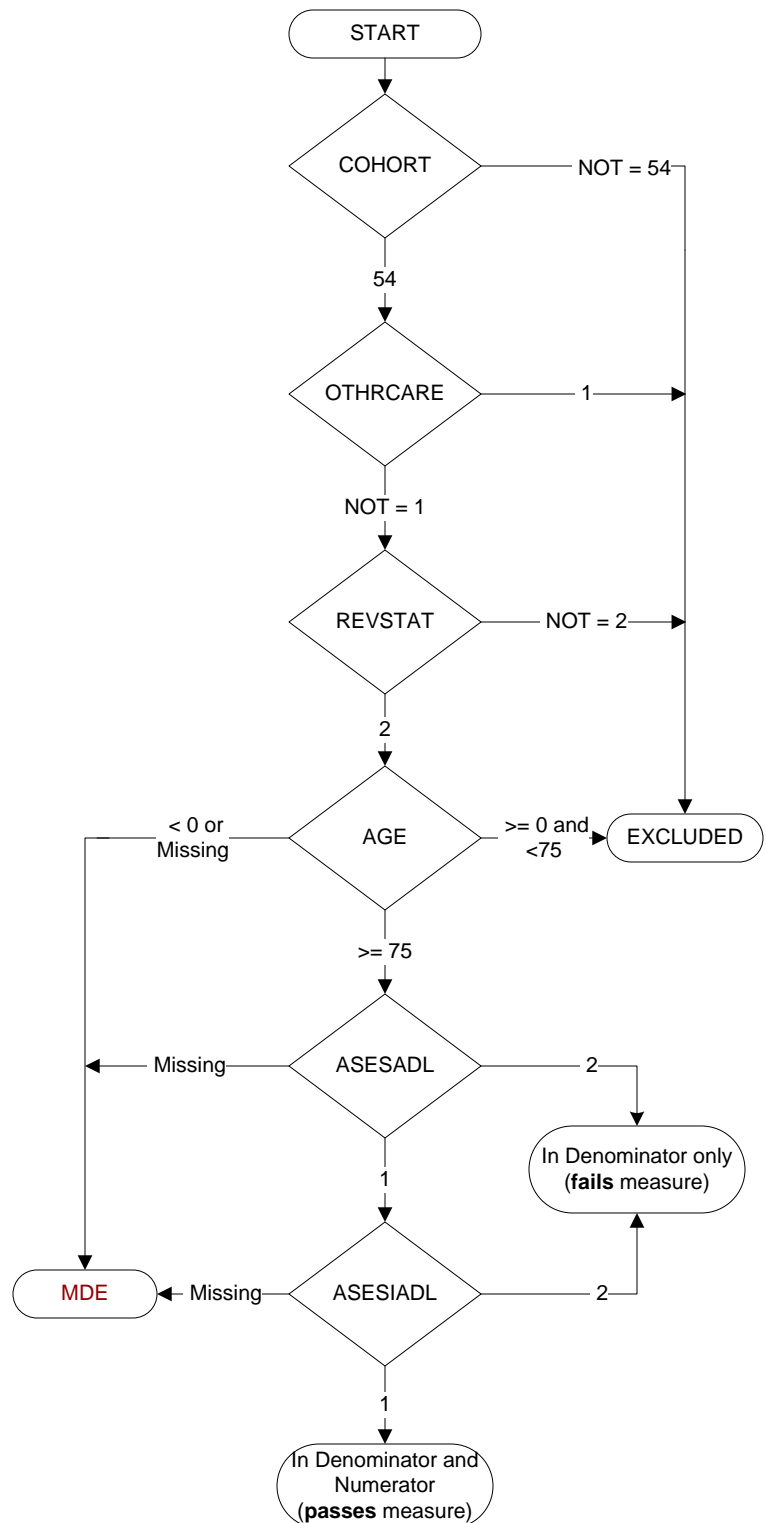 START
COHORT
NOT = 54
54
OTHRCARE
1
NOT = 1
REVSTAT
NOT = 2
2
< 0 or
Missing
AGE
>= 0 and
<75
EXCLUDED
>= 75
Missing
ASESADL
2
In Denominator only
(fails measure)
1
MDE
Missing
ASESIADL
2
1
In Denominator and
Numerator
(passes measure)